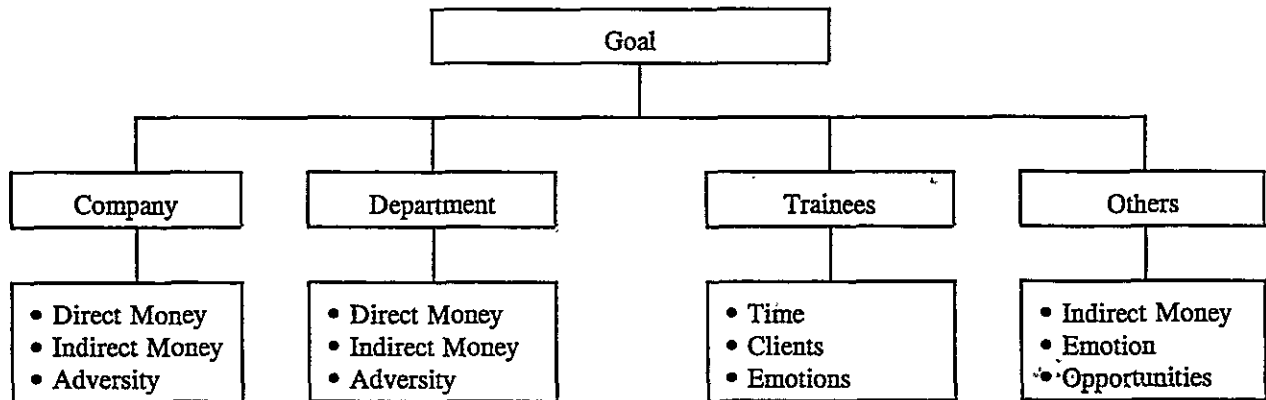 Goal
Company
Department
Trainees
Others
• Direct Money
• Indirect Money
• Adversity
• Direct Money
• Indirect Money
• Adversity
• Time
• Clients
• Emotions
• Indirect Money
• Emotion
• Opportunities